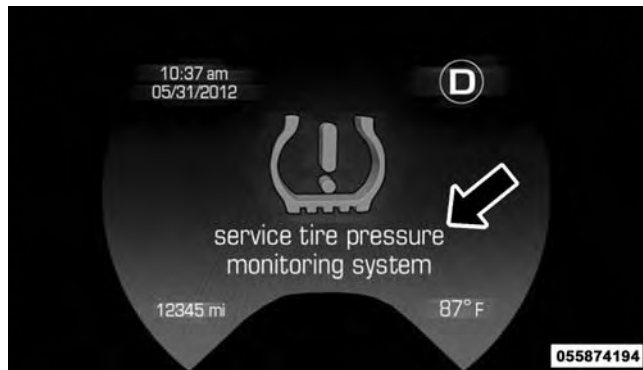 10:37 am
05/31/2012
D
service tire pressure
monitoring system
12345 mi
87° F
055874194